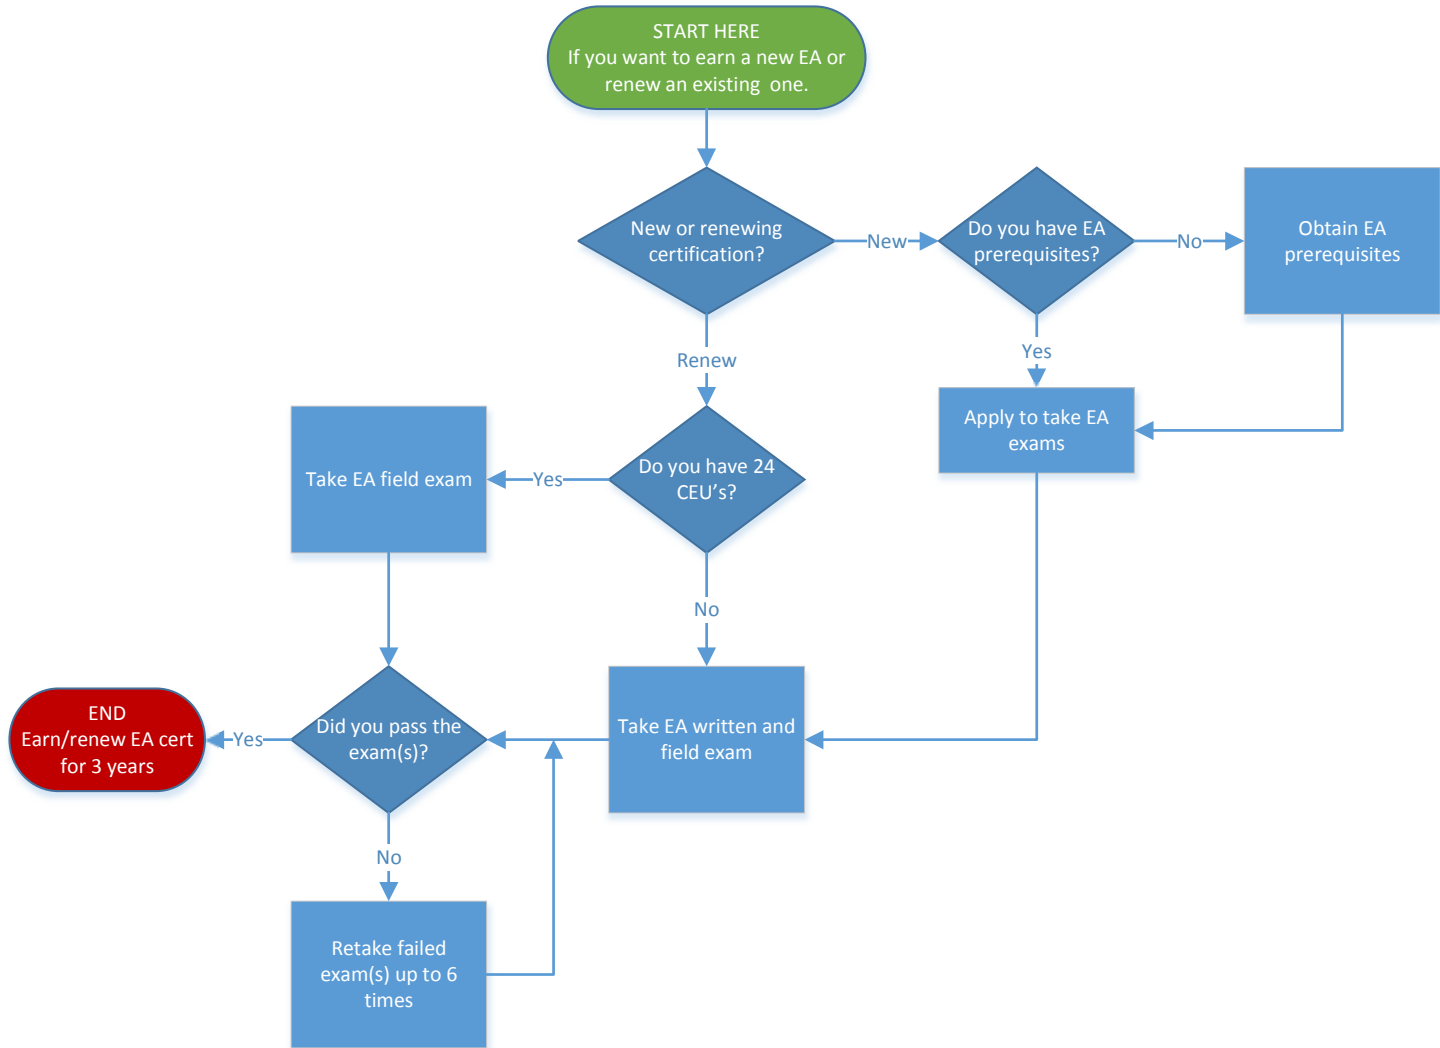 START HERE
If you want to earn a new EA or
renew an existing one.
New or renewing
certification?
New
Do you have EA
prerequisites?
No
Obtain EA
prerequisites
Renew
Yes
Apply to take EA
exams
Take EA field exam
Yes
Do you have 24
CEU's?
No
END
Earn/renew EA cert
for 3 years
Yes
Did you pass the
exam(s)?
Take EA written and
field exam
No
Retake failed
exam(s) up to 6
times